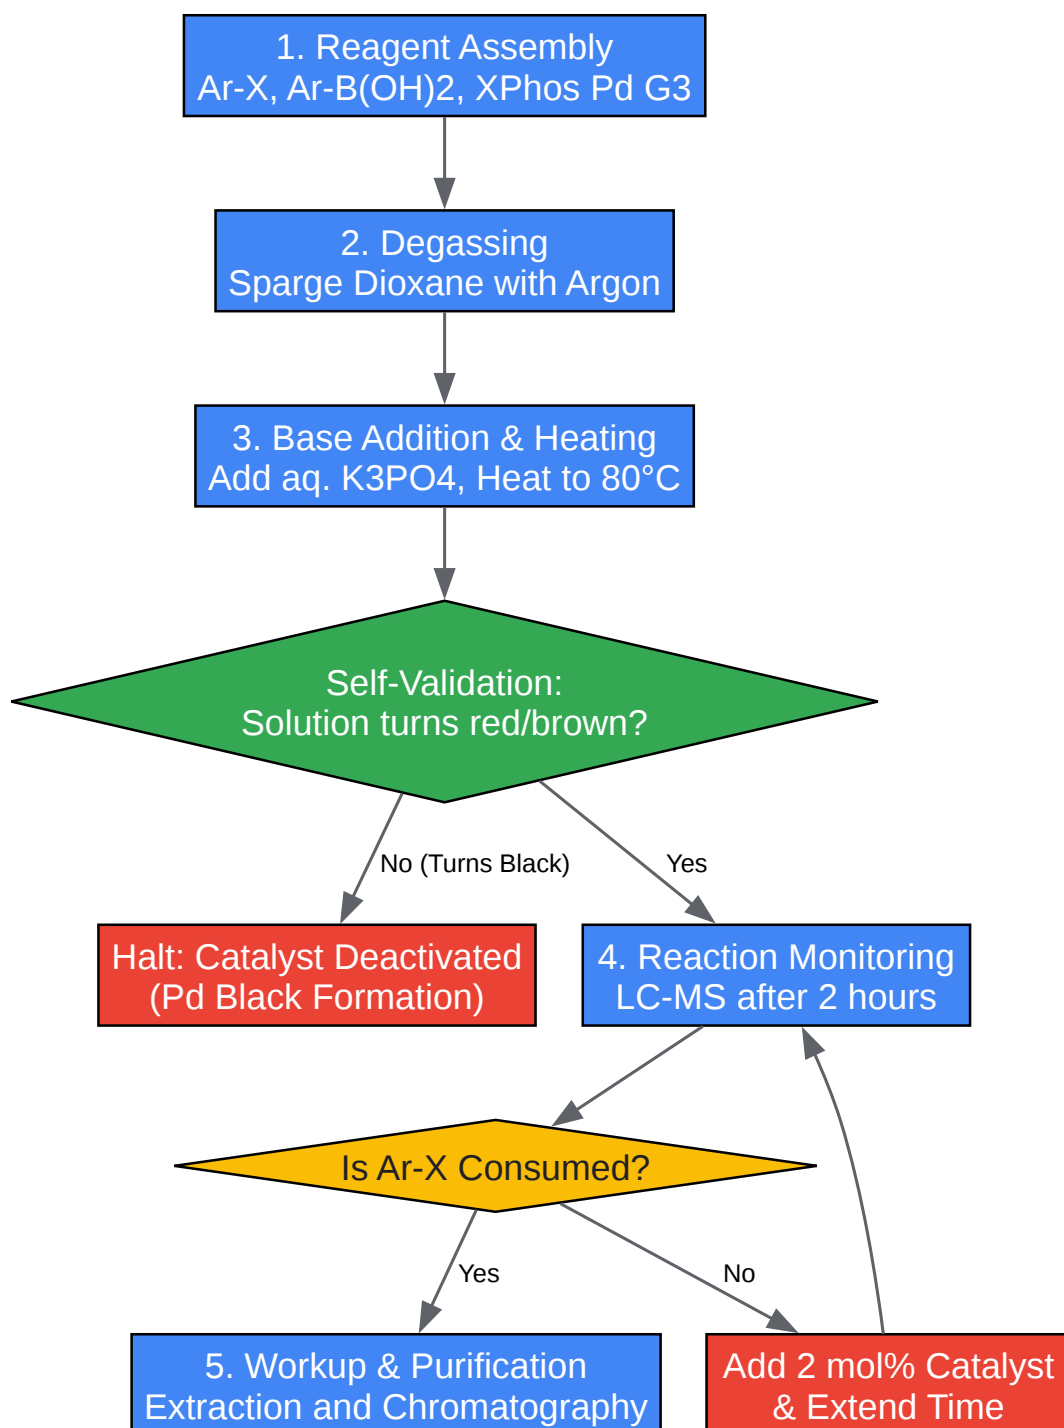 1. Reagent Assembly
Ar-X, Ar-B(OH)2, XPhos Pd G3
2. Degassing
Sparge Dioxane with Argon
3. Base Addition & Heating
Add aq. K3PO4, Heat to 80°C
Self-Validation:
Solution turns red/brown?
No (Turns Black)
Yes
Halt: Catalyst Deactivated
(Pd Black Formation)
4. Reaction Monitoring
LC-MS after 2 hours
Is Ar-X Consumed?
Yes
No
5. Workup & Purification
Extraction and Chromatography
Add 2 mol% Catalyst
& Extend Time